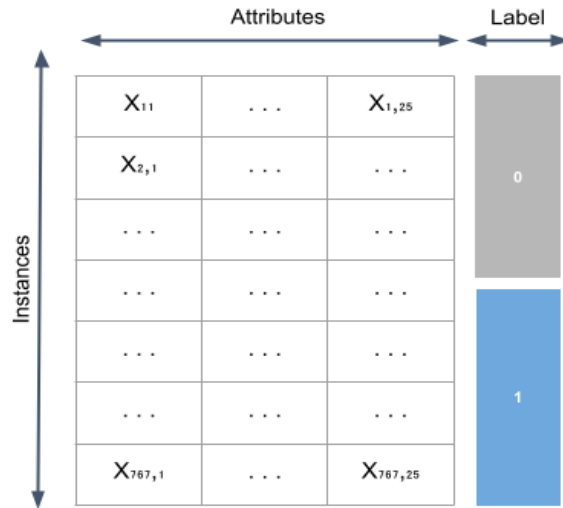 Attributes Label
Instances
X11 ... X1,25
X2,1 ... ...
... ... ...
... ... ...
... ... ...
... ... ...
X767,1 ... X767,25
0
1